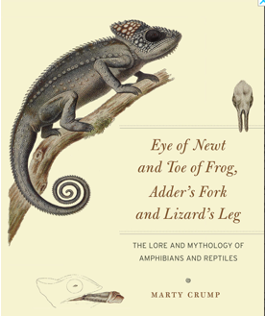 Eye of Newt
and Toe of Frog,
Adder's Fork
and Lizard's Leg
THE LORE AND MYTHOLOGY OF
AMPHIBIANS AND REPTILES
MARTY CRUMP